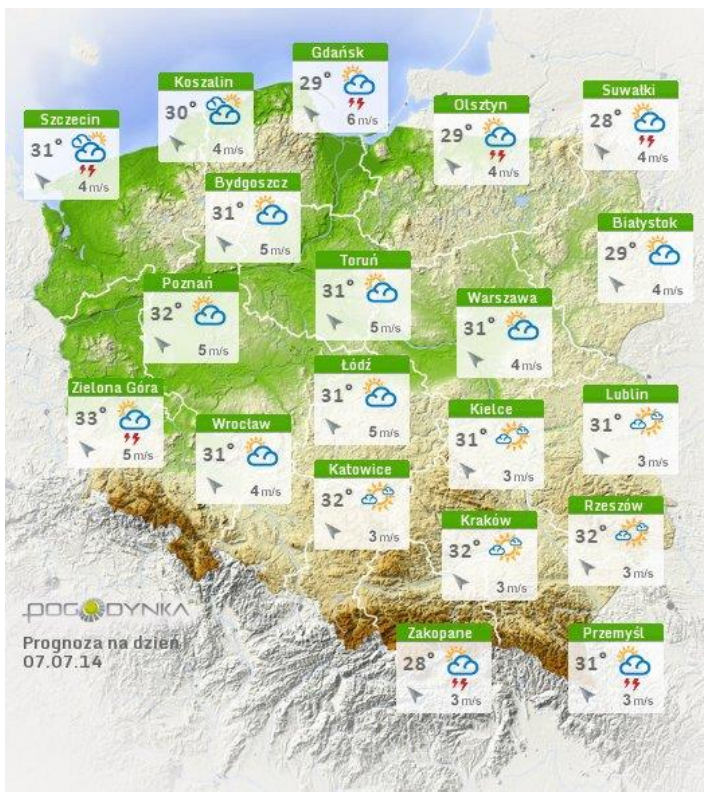 Gdańsk
29°
6 m/s
Koszalin
30°
4 m/s
Suwałki
28°
4 m/s
Olsztyn
29°
4 m/s
Szczecin
31°
4 m/s
Bydgoszcz
31°
5 m/s
Białystok
29°
4 m/s
Toruń
31°
5 m/s
Poznań
32°
5 m/s
Warszawa
31°
4 m/s
Łódź
31°
5 m/s
Zielona Góra
33°
5 m/s
Lublin
31°
3 m/s
Kielce
31°
3 m/s
Wrocław
31°
4 m/s
Katowice
32°
3 m/s
Rzeszów
32°
3 m/s
Kraków
32°
3 m/s
POGODYNKA
Prognoza na dzień
07.07.14
Zakopane
28°
3 m/s
Przemyśl
31°
3 m/s